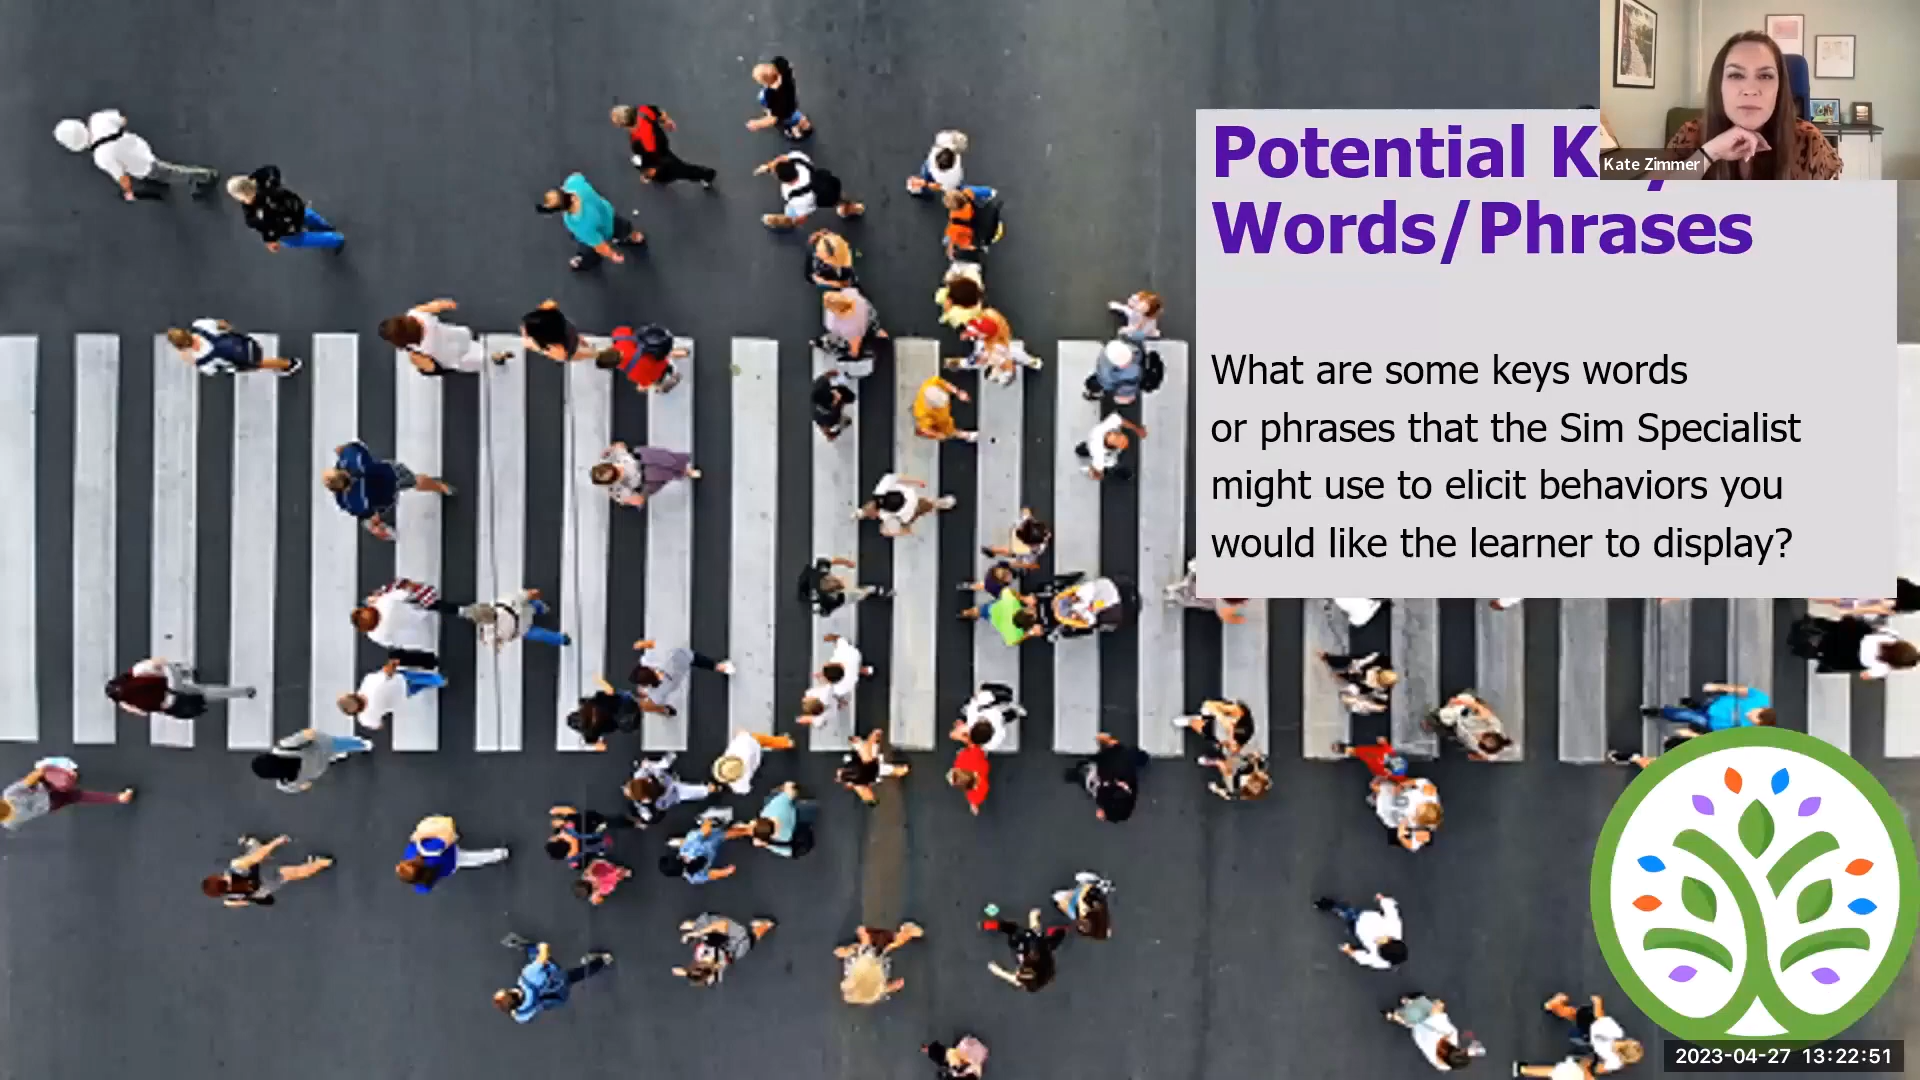 Potential K
Words/Phrases
Kate Zimmer
What are some keys words
or phrases that the Sim Specialist
might use to elicit behaviors you
would like the learner to display?
2023-04-27 13:22:51